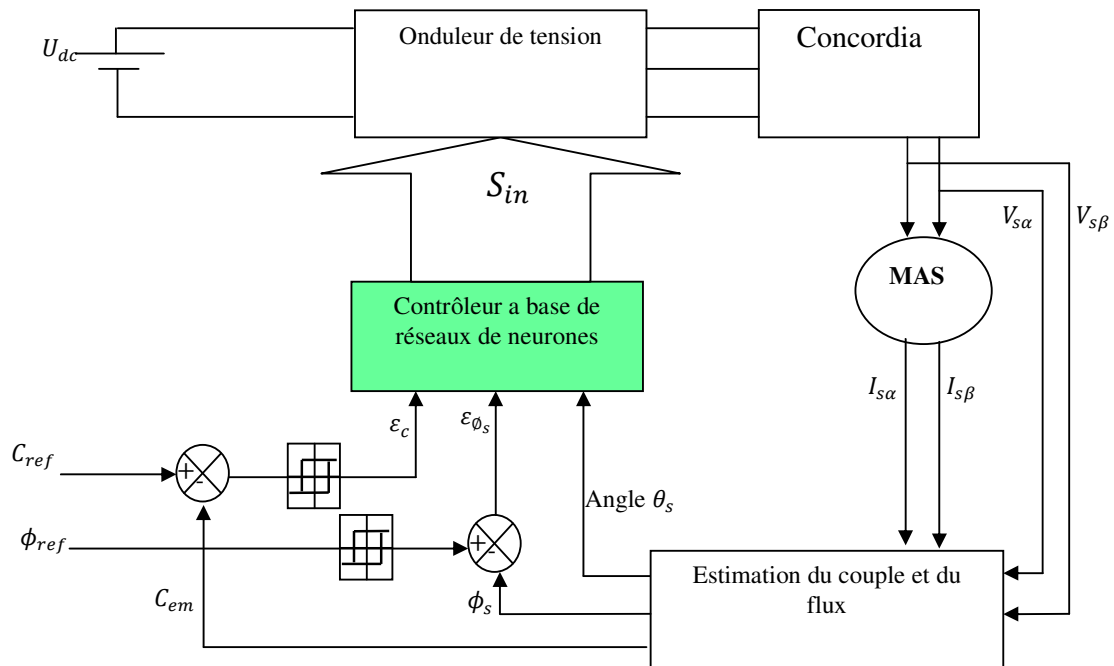 U_dc
Onduleur de tension
Concordia
S_in
V_sα
V_sβ
MAS
Contrôleur a base de
réseaux de neurones
I_sα
I_sβ
ε_c
ε_∅s
C_ref
+
-
Angle θ_s
ϕ_ref
+
-
C_em
ϕ_s
Estimation du couple et du
flux